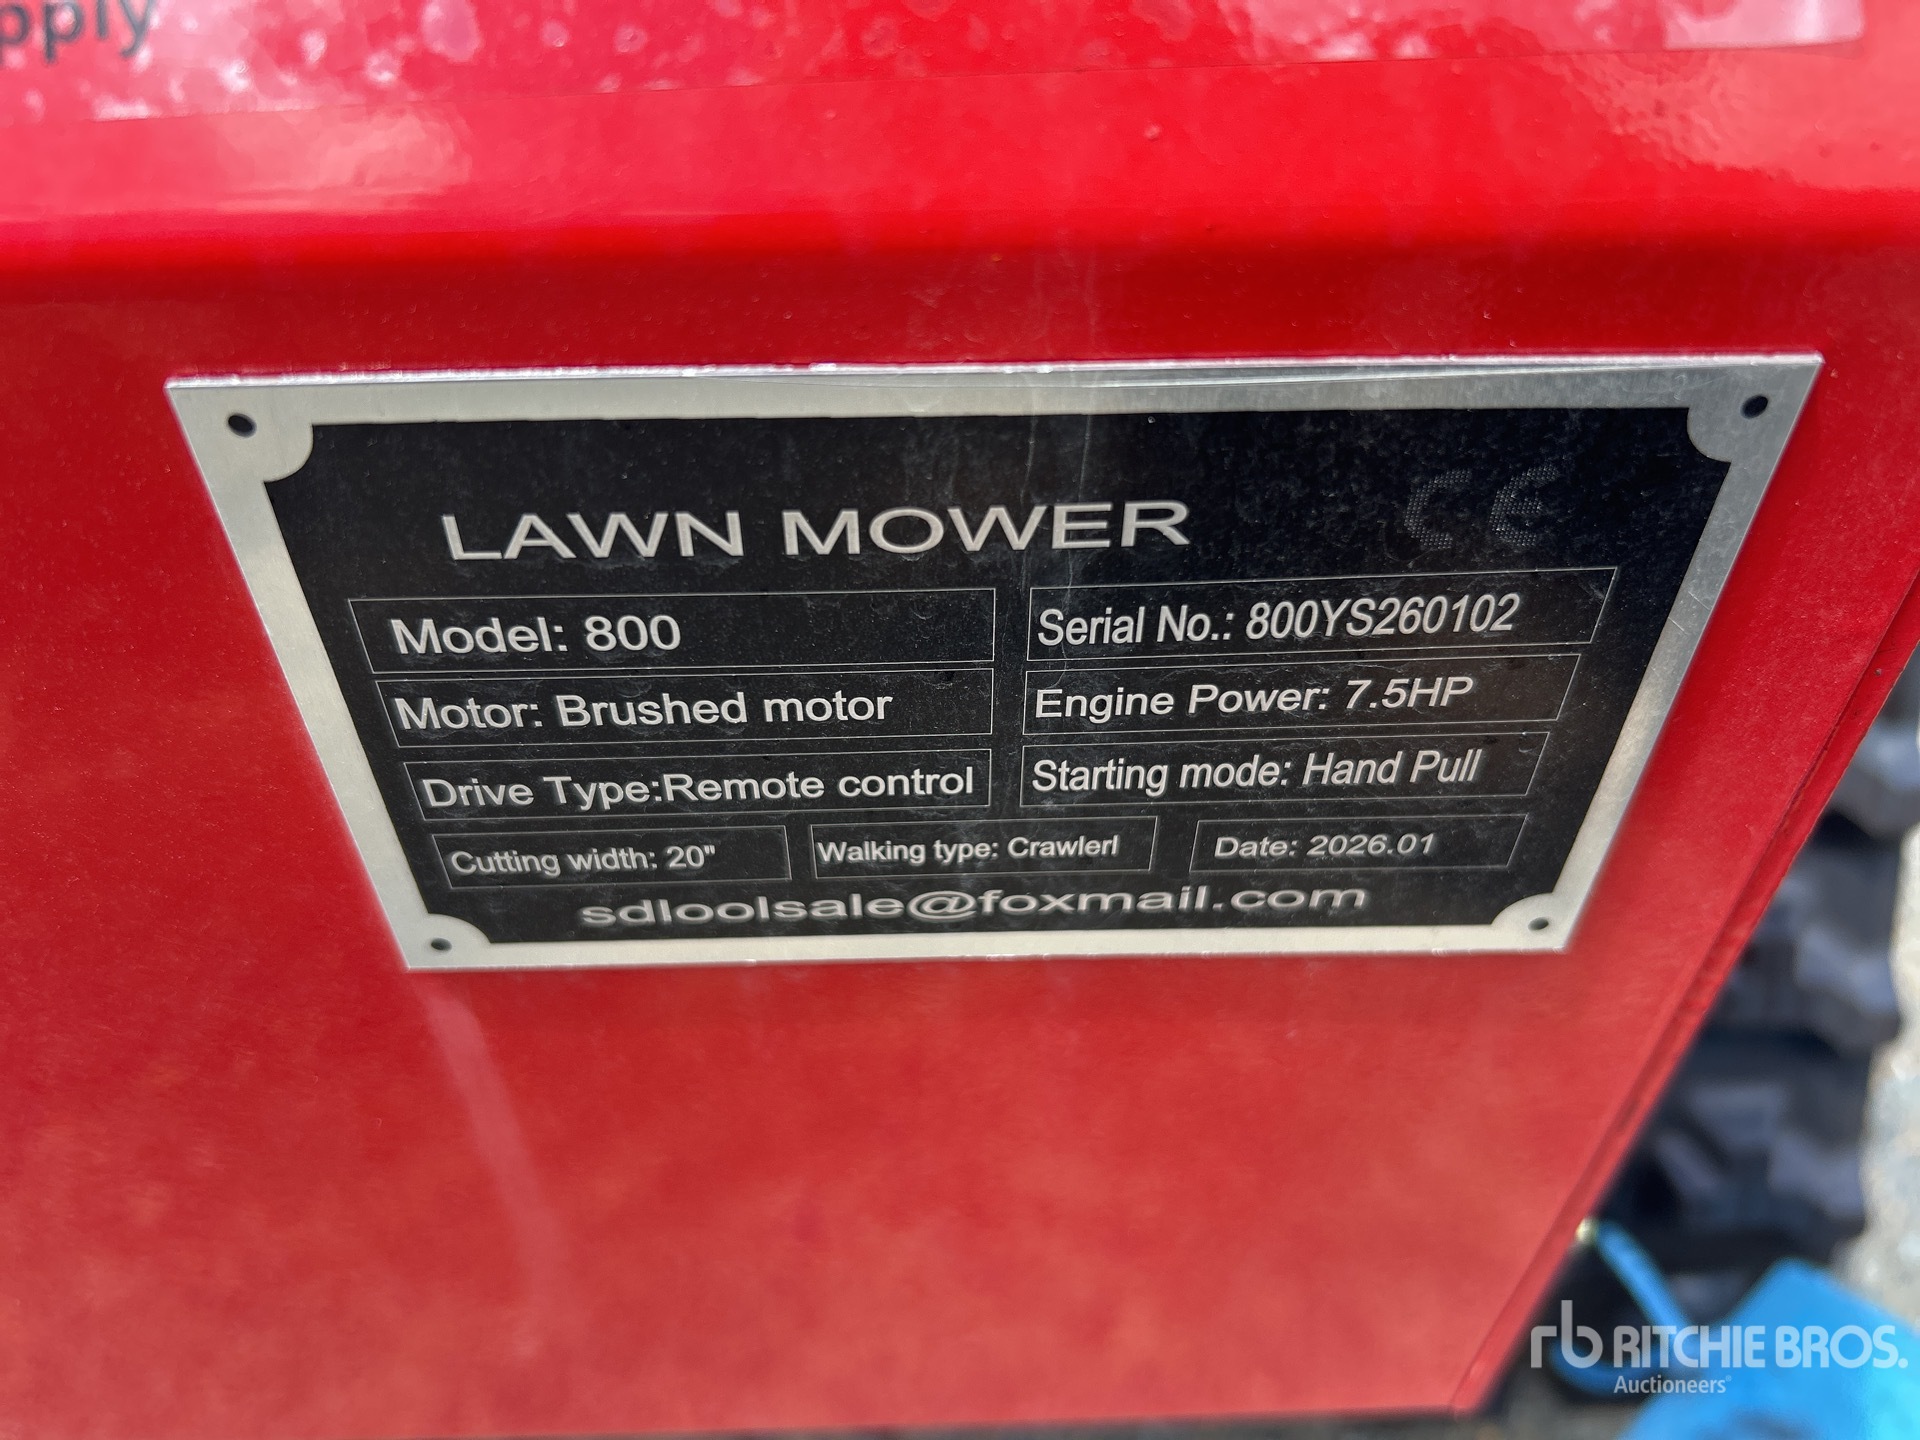 pply
LAWN MOWER CE
Model: 800
Serial No.: 800YS260102
Motor: Brushed motor
Engine Power: 7.5HP
Drive Type:Remote control
Starting mode: Hand Pull
Cutting width: 20"
Walking type: Crawlerl
Date: 2026.01
sdloolsale@foxmail.com
rb RITCHIE BROS.
Auctioneers